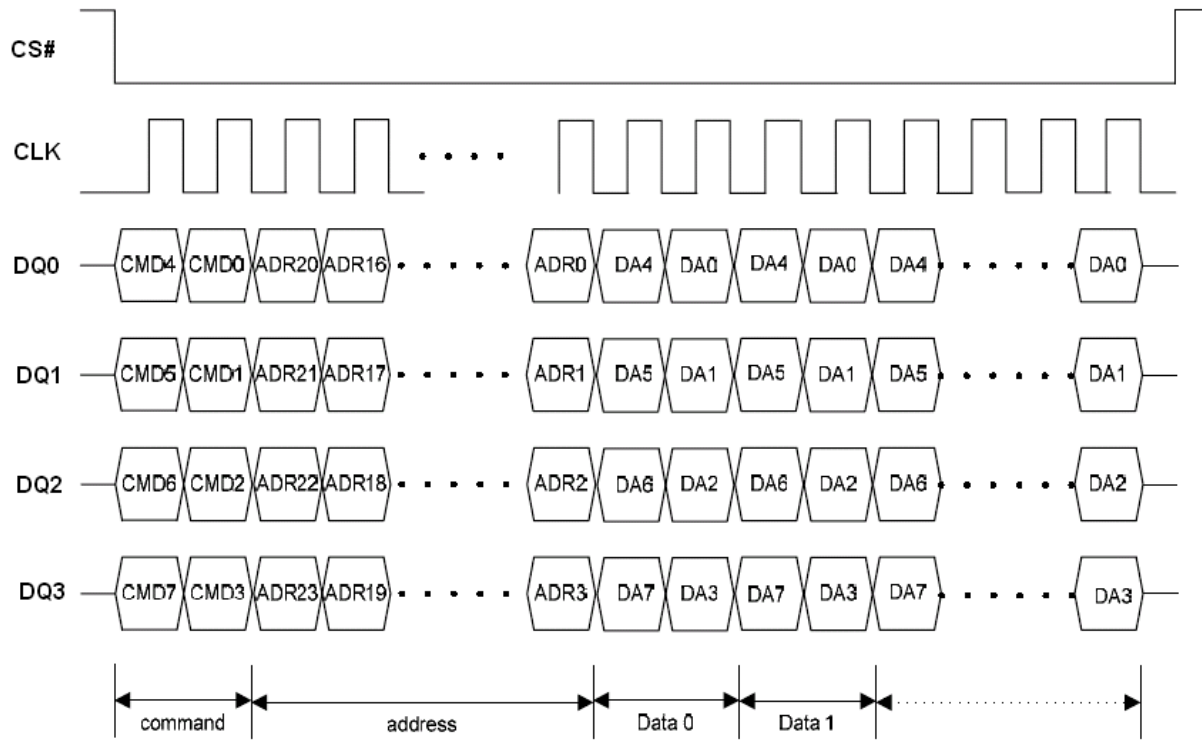 CS#
CLK
DQ0 CMD4 CMD0 ADR20 ADR16 ADR0 DA4 DA0 DA4 DA0 DA4 DA0
DQ1 CMD5 CMD1 ADR21 ADR17 ADR1 DA5 DA1 DA5 DA1 DA5 DA1
DQ2 CMD6 CMD2 ADR22 ADR18 ADR2 DA6 DA2 DA6 DA2 DA6 DA2
DQ3 CMD7 CMD3 ADR23 ADR19 ADR3 DA7 DA3 DA7 DA3 DA7 DA3
command address Data 0 Data 1